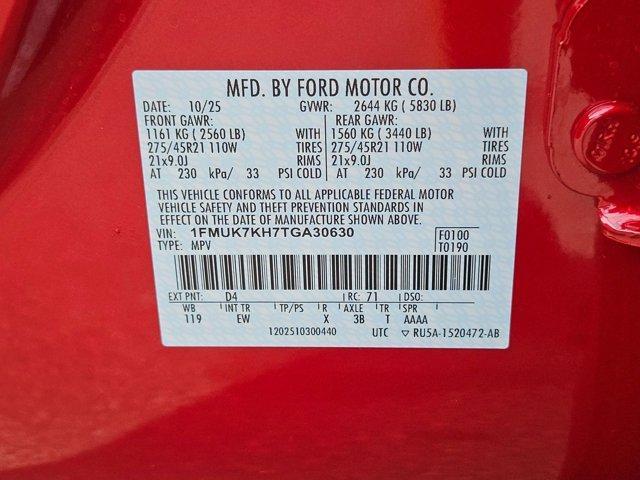 MFD. BY FORD MOTOR CO.
DATE: 10/25 GVWR: 2644 KG ( 5830 LB)
FRONT GAWR: REAR GAWR:
1161 KG ( 2560 LB) WITH 1560 KG ( 3440 LB) WITH
275/45R21 110W TIRES 275/45R21 110W TIRES
21x9.0J RIMS 21x9.0J RIMS
AT 230 kPa/ 33 PSI COLD AT 230 kPa/ 33 PSI COLD
THIS VEHICLE CONFORMS TO ALL APPLICABLE FEDERAL MOTOR
VEHICLE SAFETY AND THEFT PREVENTION STANDARDS IN
EFFECT ON THE DATE OF MANUFACTURE SHOWN ABOVE.
VIN: 1FMUK7KH7TGA30630 F0100
TYPE: MPV T0190
EXT PNT: D4 RC: 71 DSO:
WB INT TR TP/PS R AXLE TR SPR
119 EW X 3B T AAAA
1202510300440 UTC ▽ RU5A-1520472-AB